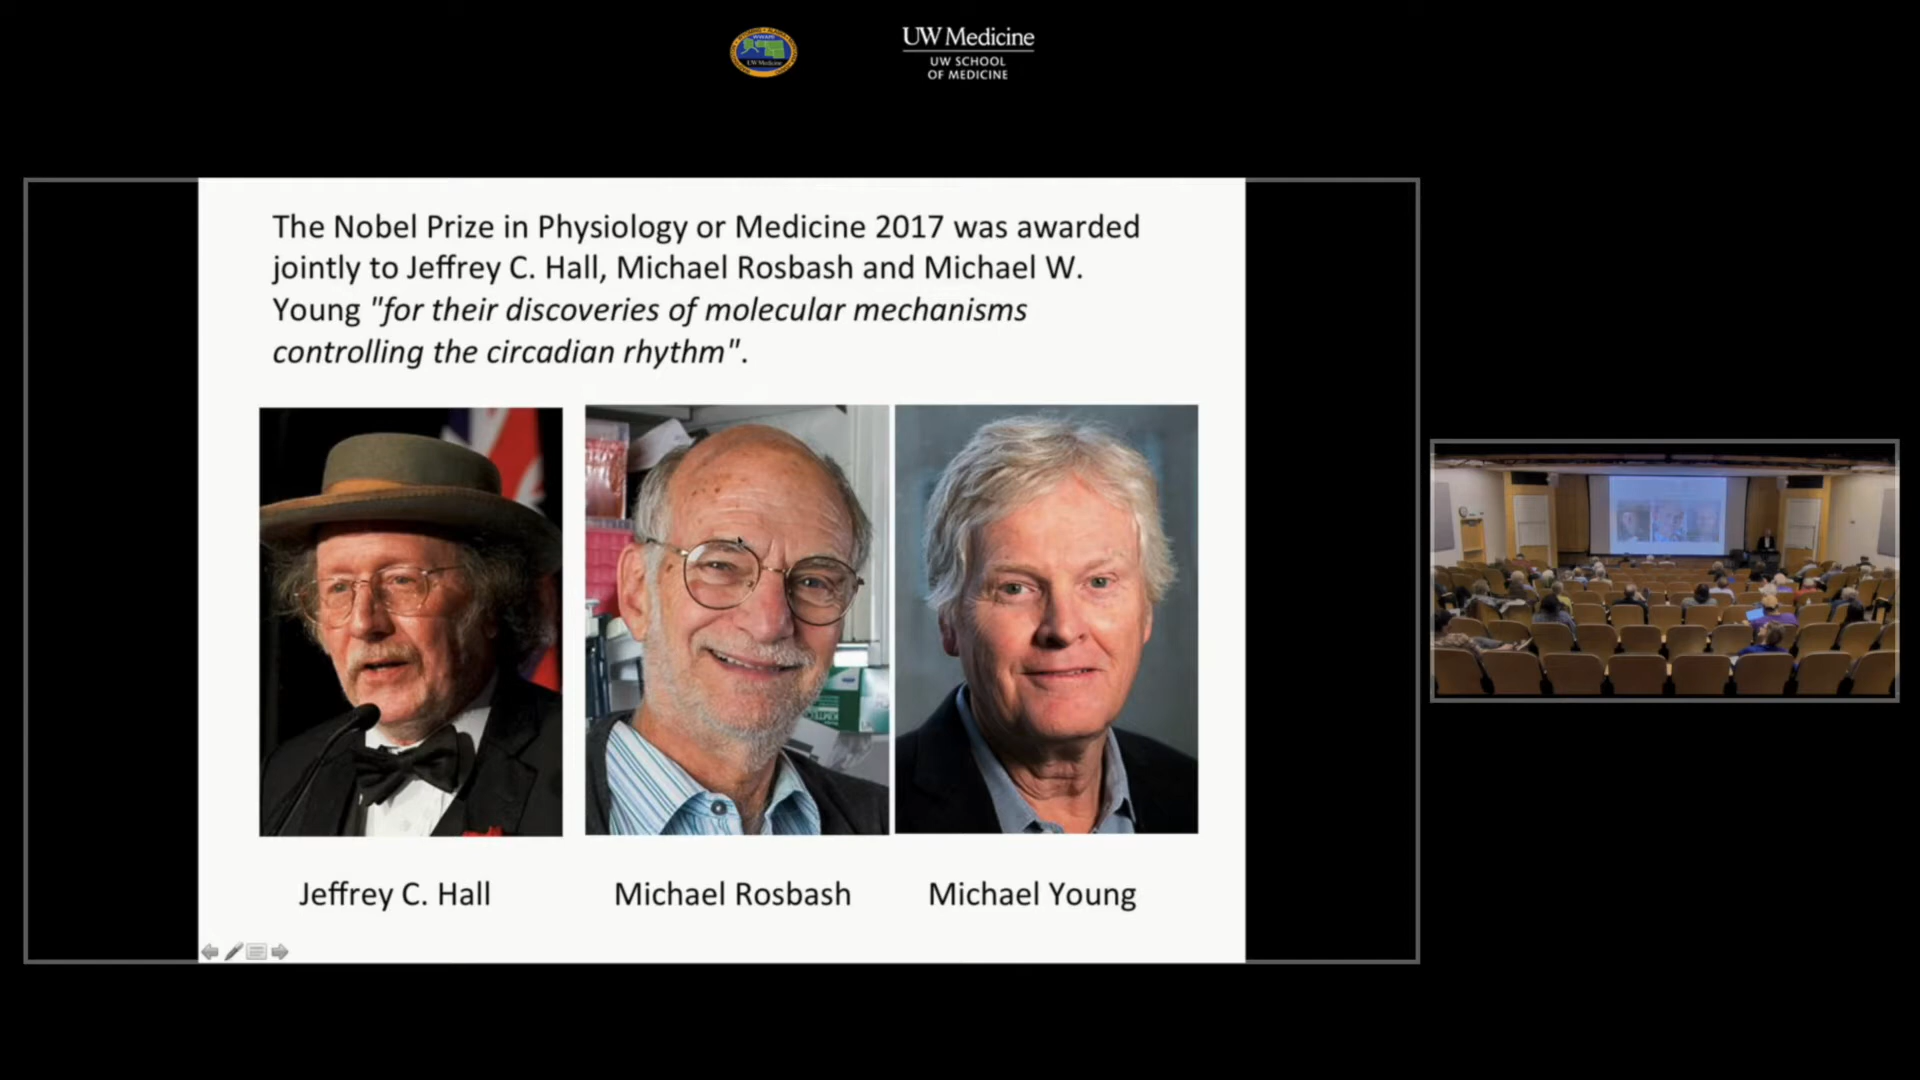 UW Medicine
UW SCHOOL
OF MEDICINE
The Nobel Prize in Physiology or Medicine 2017 was awarded
jointly to Jeffrey C. Hall, Michael Rosbash and Michael W.
Young "for their discoveries of molecular mechanisms
controlling the circadian rhythm".
Jeffrey C. Hall
Michael Rosbash
Michael Young